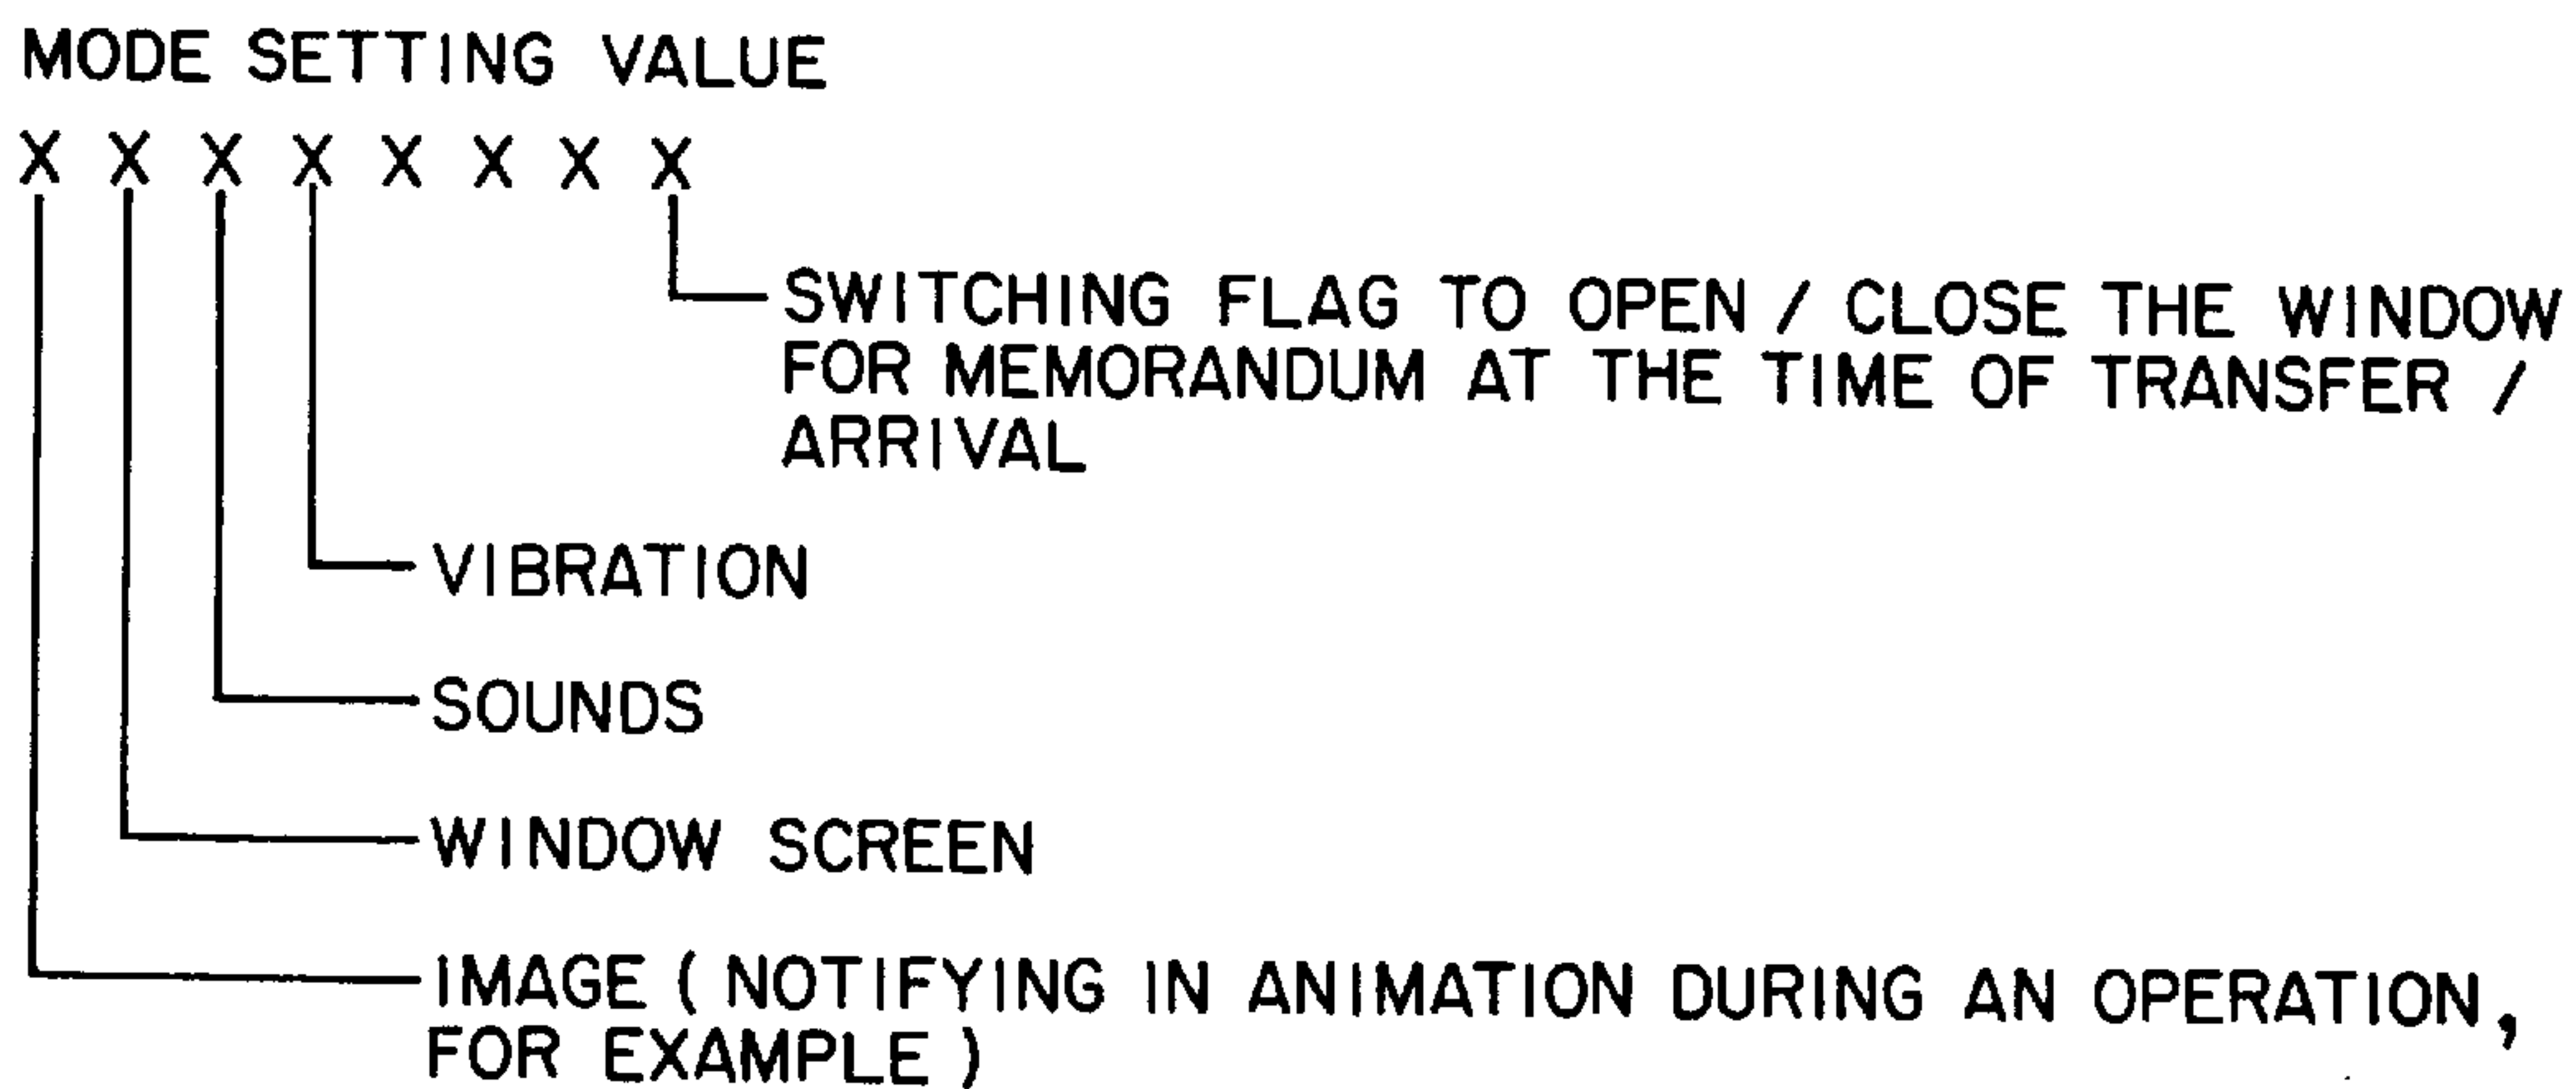 MODE SETTING VALUE
X X X X X X X X
SWITCHING FLAG TO OPEN / CLOSE THE WINDOW
FOR MEMORANDUM AT THE TIME OF TRANSFER /
ARRIVAL
VIBRATION
SOUNDS
WINDOW SCREEN
IMAGE ( NOTIFYING IN ANIMATION DURING AN OPERATION,
FOR EXAMPLE )